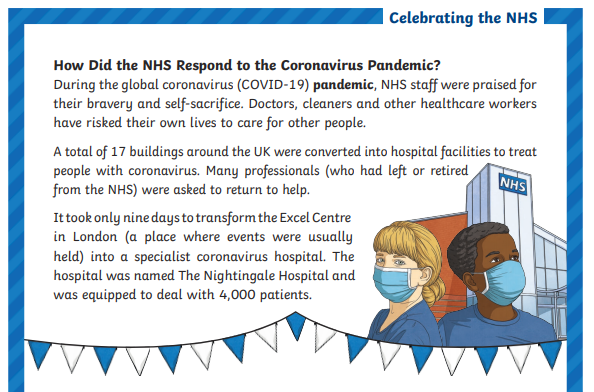 Celebrating the NHS
How Did the NHS Respond to the Coronavirus Pandemic?
During the global coronavirus (COVID-19) pandemic, NHS staff were praised for
their bravery and self-sacrifice. Doctors, cleaners and other healthcare workers
have risked their own lives to care for other people.
A total of 17 buildings around the UK were converted into hospital facilities to treat
people with coronavirus. Many professionals (who had left or retired
from the NHS) were asked to return to help.
NHS
It took only nine days to transform the Excel Centre
in London (a place where events were usually
held) into a specialist coronavirus hospital. The
hospital was named The Nightingale Hospital and
was equipped to deal with 4,000 patients.